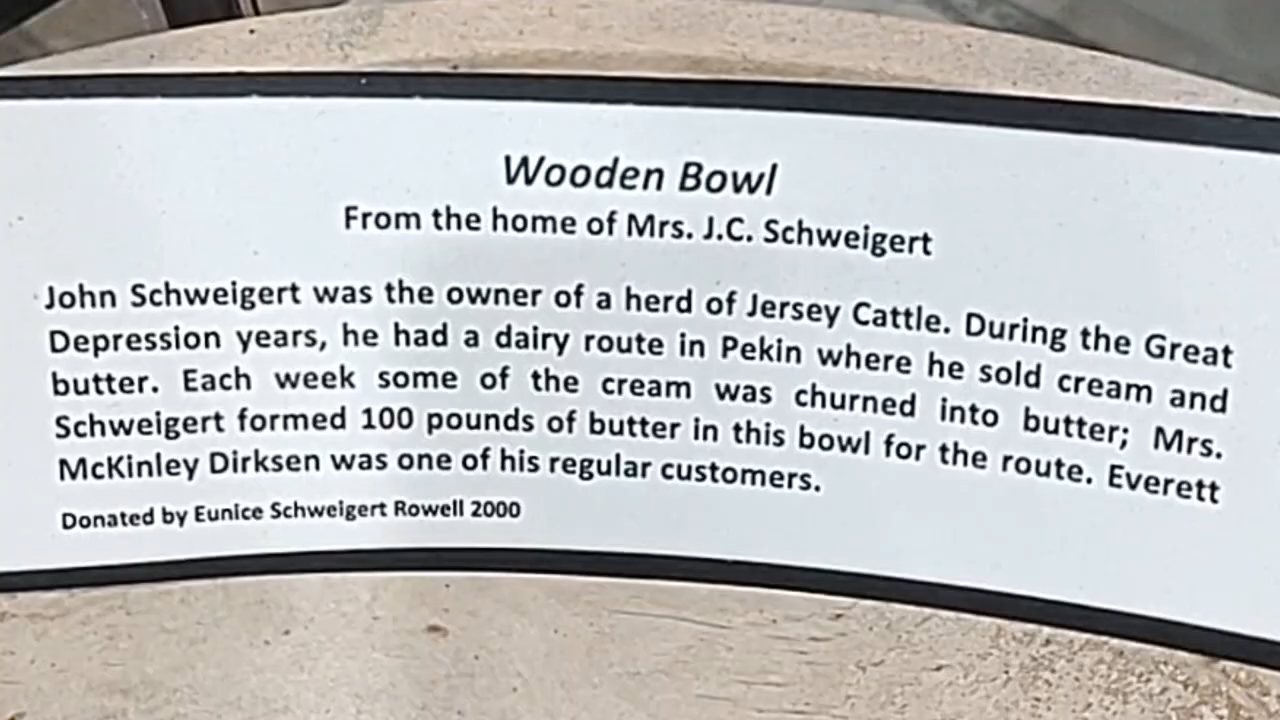 Wooden Bowl
From the home of Mrs. J.C. Schweigert
John Schweigert was the owner of a herd of Jersey Cattle. During the Great
Depression years, he had a dairy route in Pekin where he sold cream and
butter. Each week some of the cream was churned into butter; Mrs.
Schweigert formed 100 pounds of butter in this bowl for the route. Everett
McKinley Dirksen was one of his regular customers.
Donated by Eunice Schweigert Rowell 2000